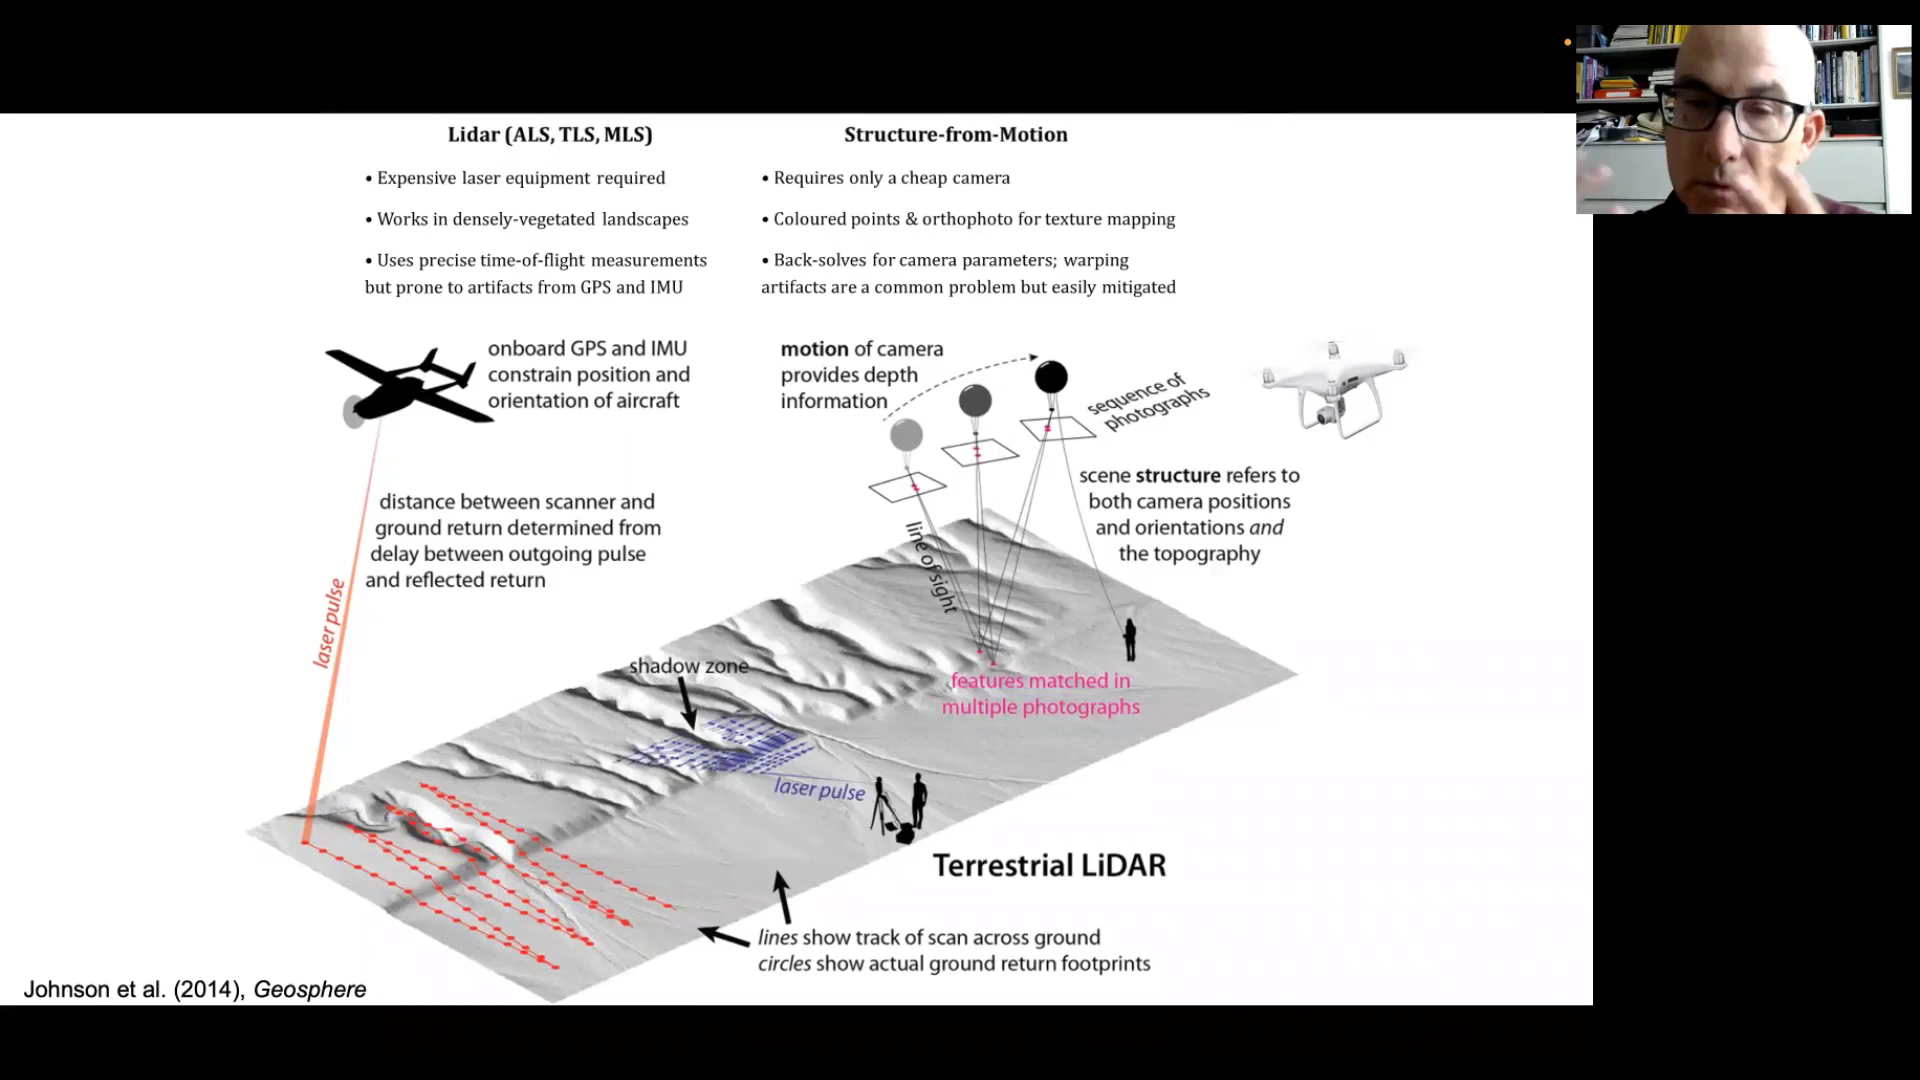 Lidar (ALS, TLS, MLS)
• Expensive laser equipment required
• Works in densely-vegetated landscapes
• Uses precise time-of-flight measurements
but prone to artifacts from GPS and IMU
Structure-from-Motion
• Requires only a cheap camera
• Coloured points & orthophoto for texture mapping
• Back-solves for camera parameters; warping
artifacts are a common problem but easily mitigated
onboard GPS and IMU
constrain position and
orientation of aircraft
motion of camera
provides depth
information
sequence of
photographs
distance between scanner and
ground return determined from
delay between outgoing pulse
and reflected return
scene structure refers to
both camera positions
and orientations and
the topography
line of sight
laser pulse
shadow zone
features matched in
multiple photographs
laser pulse
Terrestrial LiDAR
lines show track of scan across ground
circles show actual ground return footprints
Johnson et al. (2014), Geosphere